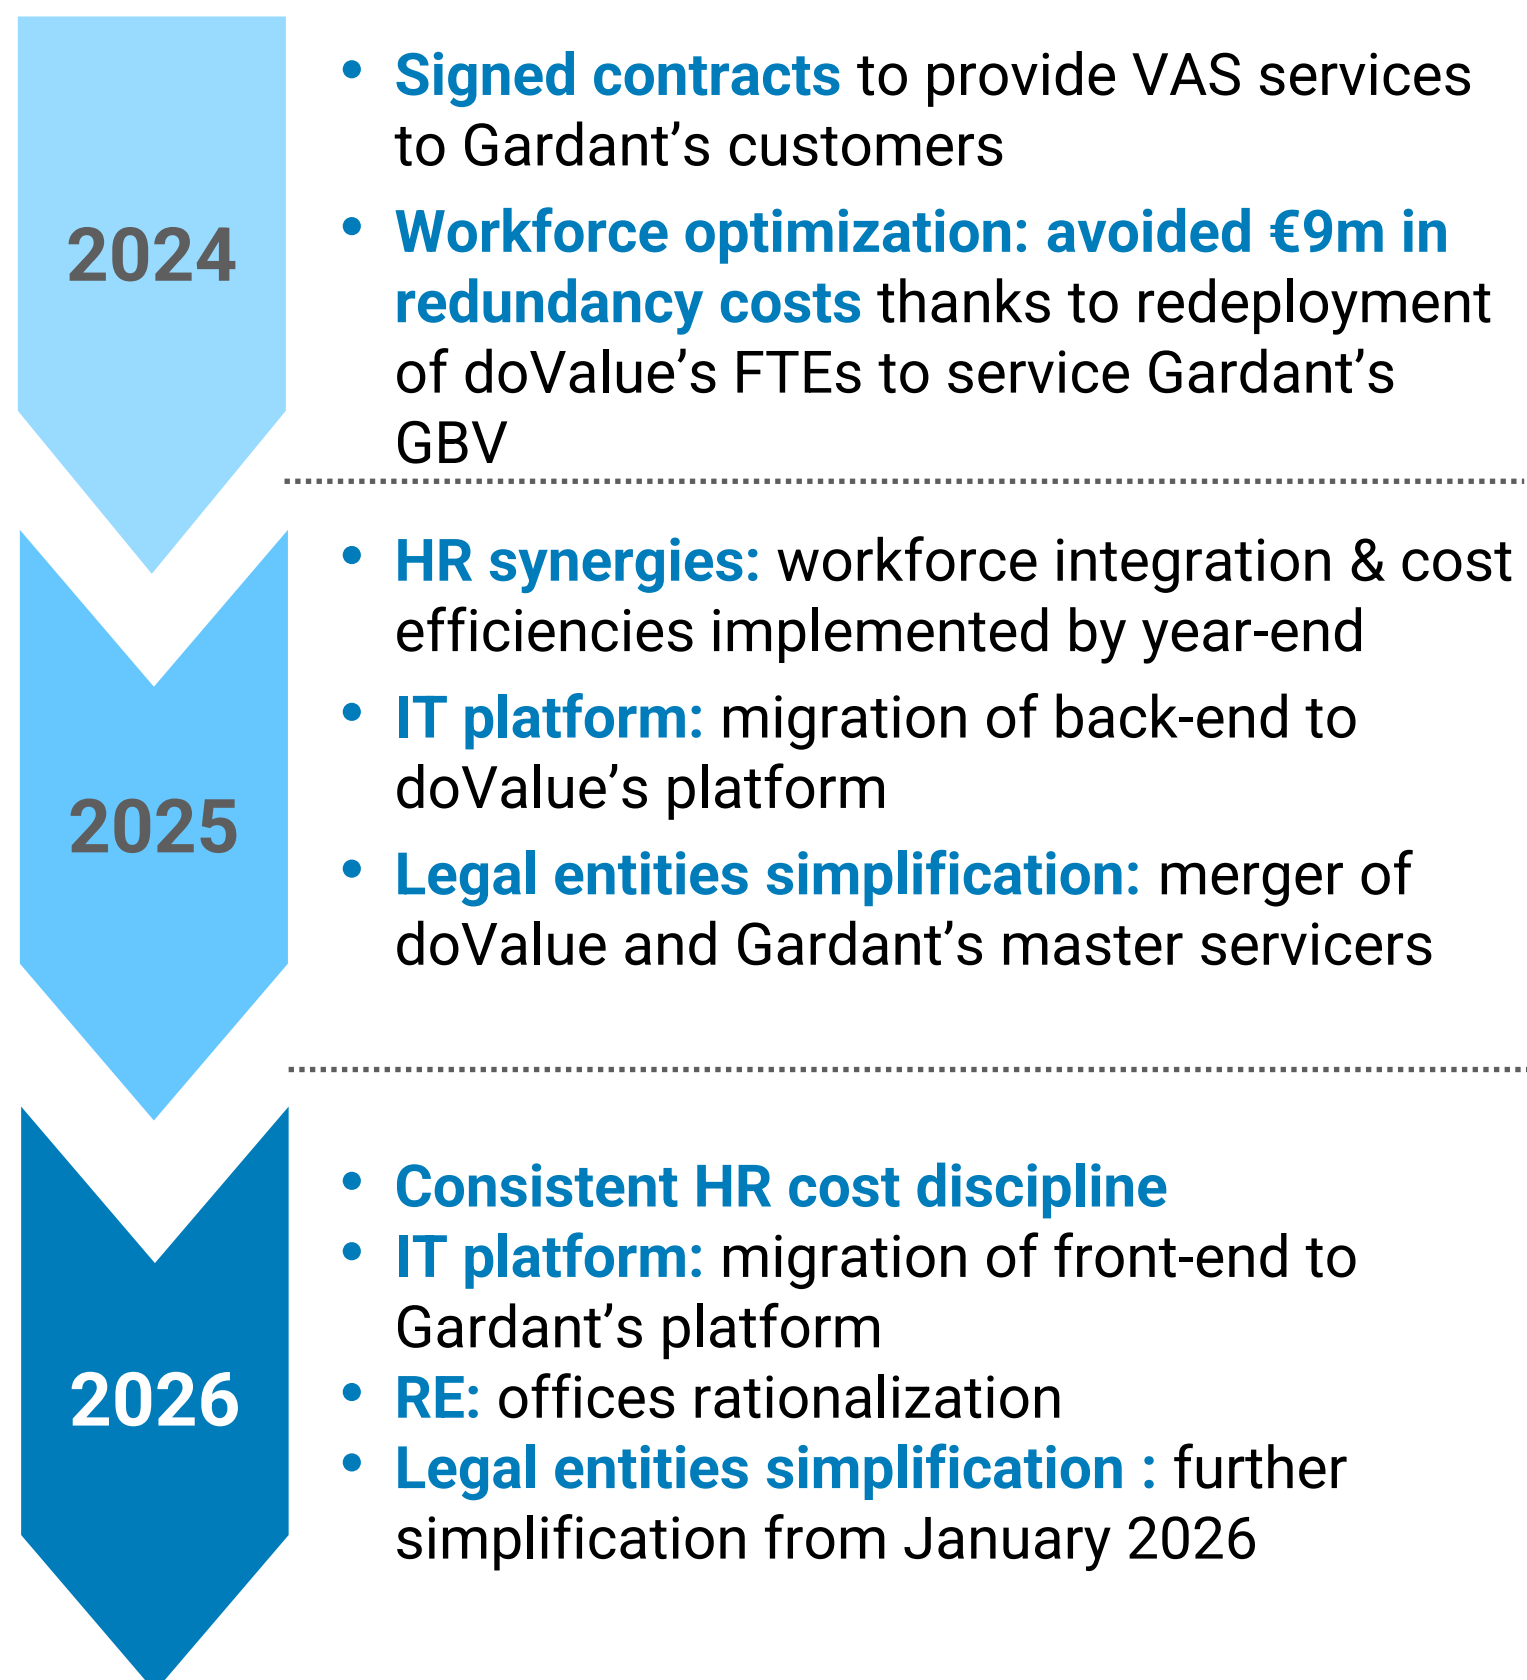 2024
• Signed contracts to provide VAS services
to Gardant’s customers
• Workforce optimization: avoided €9m in
redundancy costs thanks to redeployment
of doValue’s FTEs to service Gardant’s
GBV
2025
• HR synergies: workforce integration & cost
efficiencies implemented by year-end
• IT platform: migration of back-end to
doValue’s platform
• Legal entities simplification: merger of
doValue and Gardant’s master servicers
2026
• Consistent HR cost discipline
• IT platform: migration of front-end to
Gardant’s platform
• RE: offices rationalization
• Legal entities simplification : further
simplification from January 2026